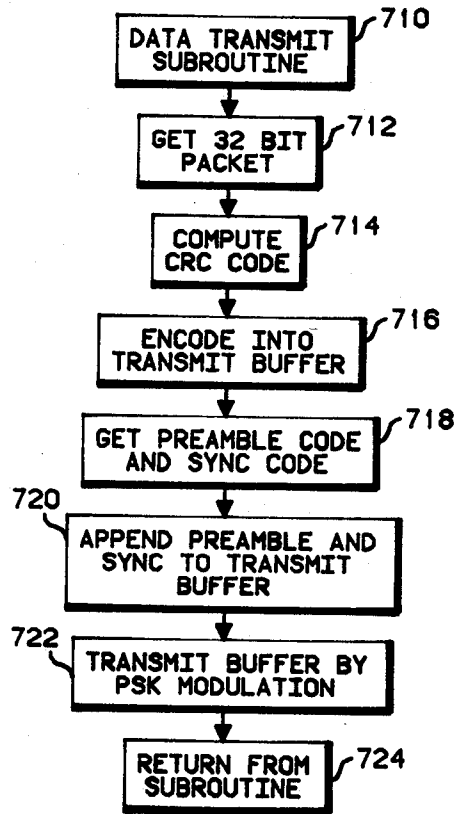 710
DATA TRANSMIT
SUBROUTINE
712
GET 32 BIT
PACKET
714
COMPUTE
CRC CODE
716
ENCODE INTO
TRANSMIT BUFFER
718
GET PREAMBLE CODE
AND SYNC CODE
720
APPEND PREAMBLE AND
SYNC TO TRANSMIT
BUFFER
722
TRANSMIT BUFFER BY
PSK MODULATION
724
RETURN FROM
SUBROUTINE